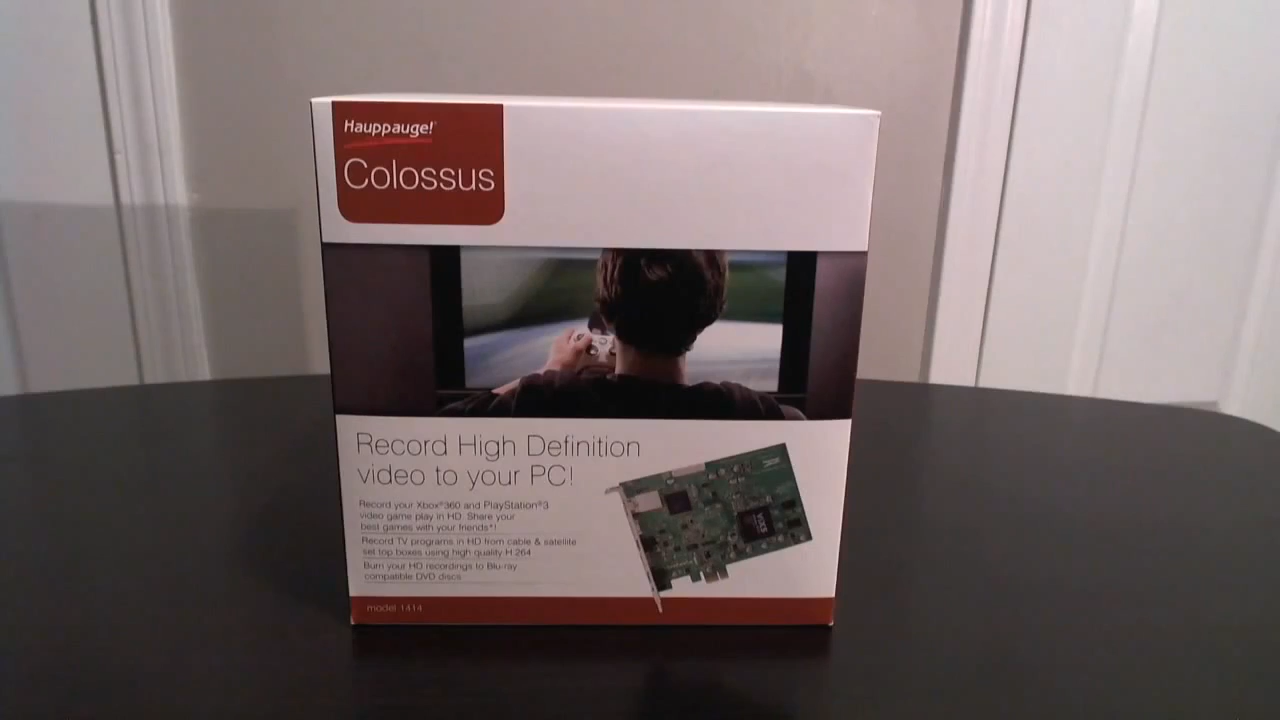 Hauppauge!
Colossus
Record High Definition
video to your PC!
Record your Xbox®360 and PlayStation®3
video game play in HD. Share your
best games with your friends*!
Record TV programs in HD from cable & satellite
set top boxes using high quality H.264
Burn your HD recordings to Blu-ray
compatible DVD discs
model 1414